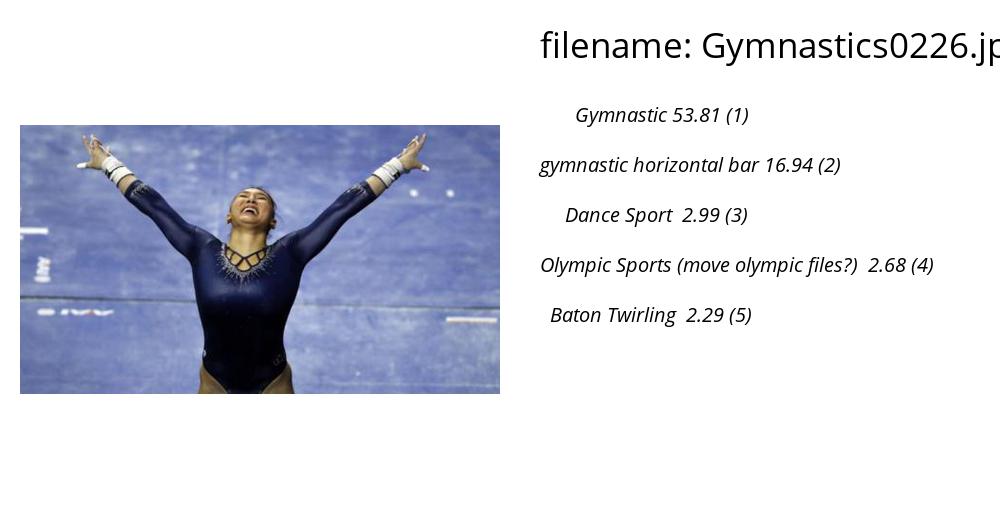 filename: Gymnastics0226.jp
Gymnastic 53.81 (1)
gymnastic horizontal bar 16.94 (2)
Dance Sport 2.99 (3)
Olympic Sports (move olympic files?) 2.68 (4)
Baton Twirling 2.29 (5)